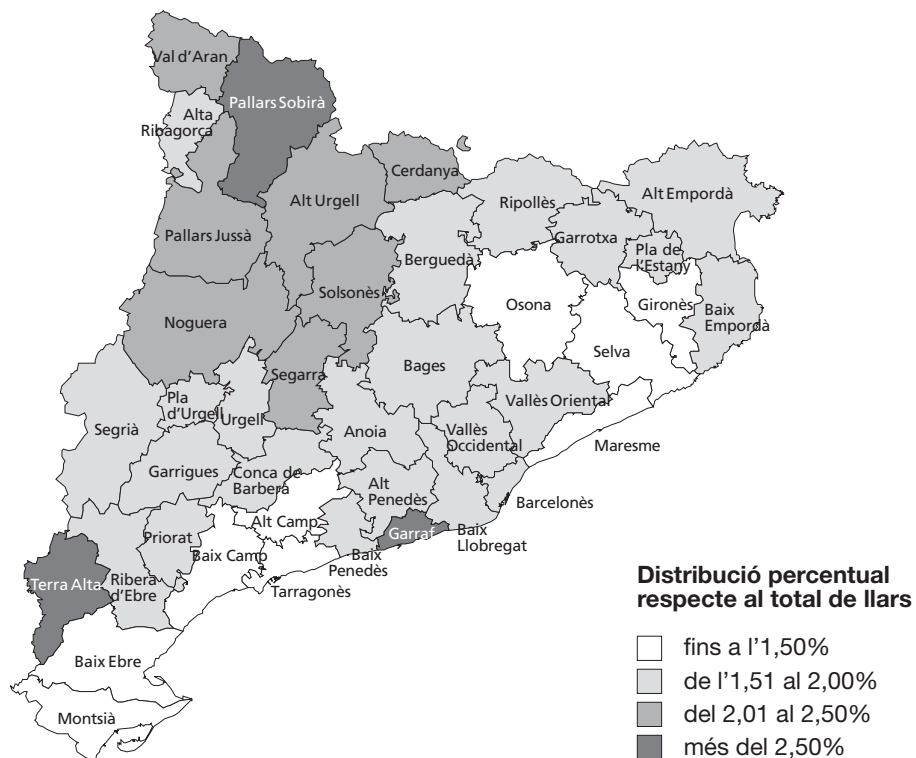 Val d'Aran
Pallars Sobirà
Alta
Ribagorça
Cerdanya
Alt Urgell
Ripollès
Alt Empordà
Pallars Jussà
Garrotxa
Berguedà
Pla de
l'Estany
Solsonès
Osona
Gironès
Baix
Empordà
Noguera
Selva
Bages
Segarra
Pla
d'Urgell
Urgell
Vallès Oriental
Segrià
Anoia
Vallès
Occidental
Maresme
Garrigues
Conca de
Barberà
Alt
Penedès
Barcelonès
Alt Camp
Priorat
Garraf
Baix
Llobregat
Baix Camp
Baix
Penedès
Terra Alta
Ribera
d'Ebre
Tarragonès
Baix Ebre
Montsià
Distribució percentual
respecte al total de llars
fins a l'1,50%
de l'1,51 al 2,00%
del 2,01 al 2,50%
més del 2,50%